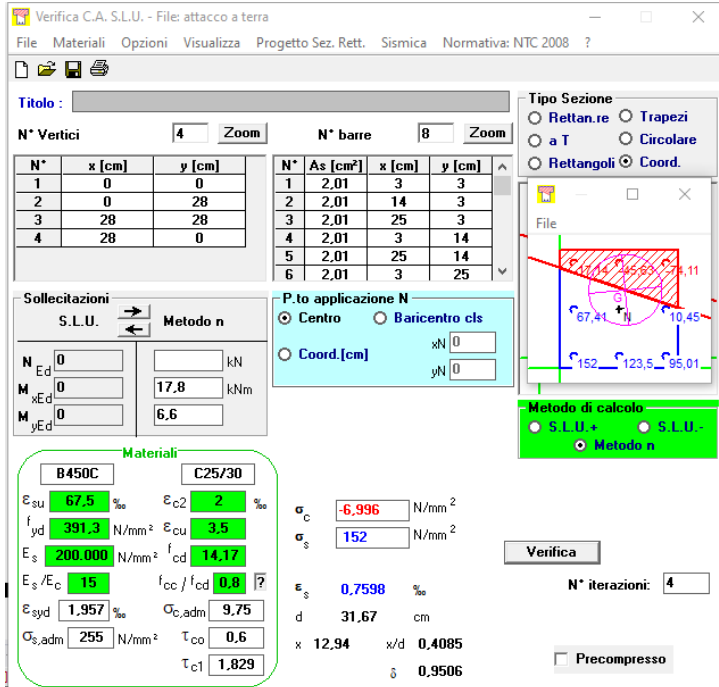 Verifica C.A. S.L.U. - File: attacco a terra
File Materiali Opzioni Visualizza Progetto Sez. Rett. Sismica Normativa: NTC 2008 ?
Titolo :
N° Vertici 4 Zoom
N° barre 8 Zoom
N° x [cm] y [cm]
1 0 0
2 0 28
3 28 28
4 28 0
N° As [cm²] x [cm] y [cm]
1 2,01 3 3
2 2,01 14 3
3 2,01 25 3
4 2,01 3 14
5 2,01 25 14
6 2,01 3 25
Tipo Sezione
Rettan.re Trapezi
a T Circolare
Rettangoli Coord.
File
-45,63 -74,11
G
67,41 N 10,45
152 123,5 95,01
Sollecitazioni
S.L.U. Metodo n
N Ed 0 kN
M xEd 0 17,8 kNm
M yEd 0 6,6
P.to applicazione N
Centro Baricentro cls
Coord.[cm] xN 0
yN 0
Metodo di calcolo
S.L.U.+ S.L.U.-
Metodo n
Materiali
B450C C25/30
εsu 67,5 ‰ εc2 2 ‰
fyd 391,3 N/mm² εcu 3,5
Es 200.000 N/mm² fcd 14,17
Es/Ec 15 fcc / fcd 0,8 ?
εsyd 1,957 ‰ σc,adm 9,75
σs,adm 255 N/mm² τco 0,6
τc1 1,829
σc -6,996 N/mm²
σs 152 N/mm²
εs 0,7598 ‰
d 31,67 cm
x 12,94 x/d 0,4085
δ 0,9506
Verifica
N° iterazioni: 4
Precompresso